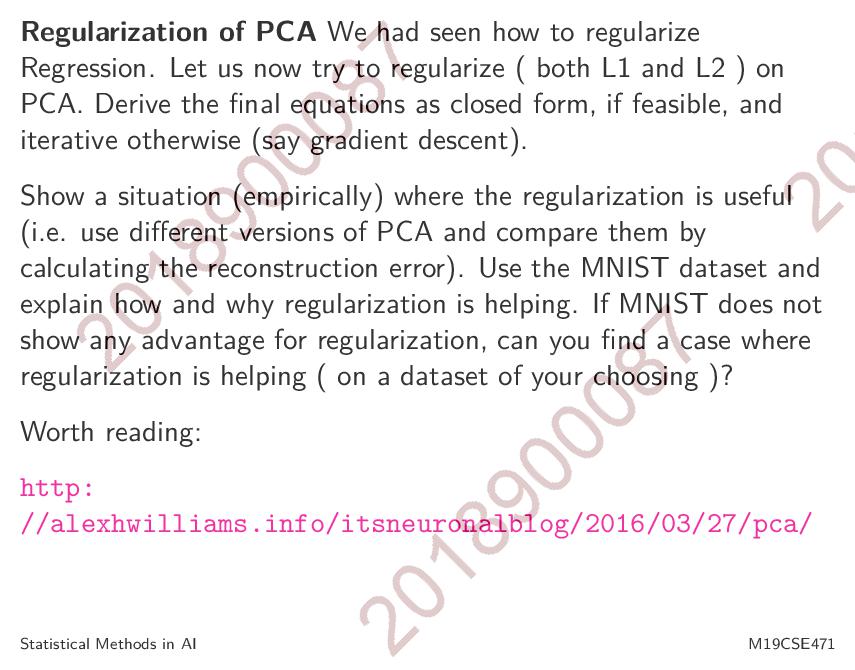 Regularization of PCA We had seen how to regularize
Regression. Let us now try to regularize ( both L1 and L2 ) on
PCA. Derive the final equations as closed form, if feasible, and
iterative otherwise (say gradient descent).
Show a situation (empirically) where the regularization is useful
(i.e. use different versions of PCA and compare them by
calculating the reconstruction error). Use the MNIST dataset and
explain how and why regularization is helping. If MNIST does not
show any advantage for regularization, can you find a case where
regularization is helping ( on a dataset of your choosing )?
Worth reading:
http:
//alexhwilliams.info/itsneuronalblog/2016/03/27/pca/
Statistical Methods in AI
M19CSE471
2018900087
2018900087
20